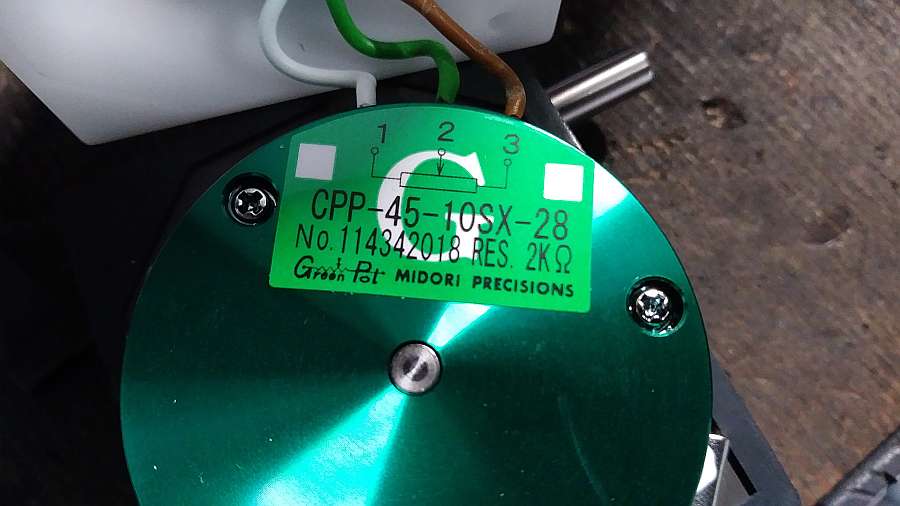 1 2 3
G
CPP-45-10SX-28
No.114342018 RES. 2KΩ
Green Pot MIDORI PRECISIONS